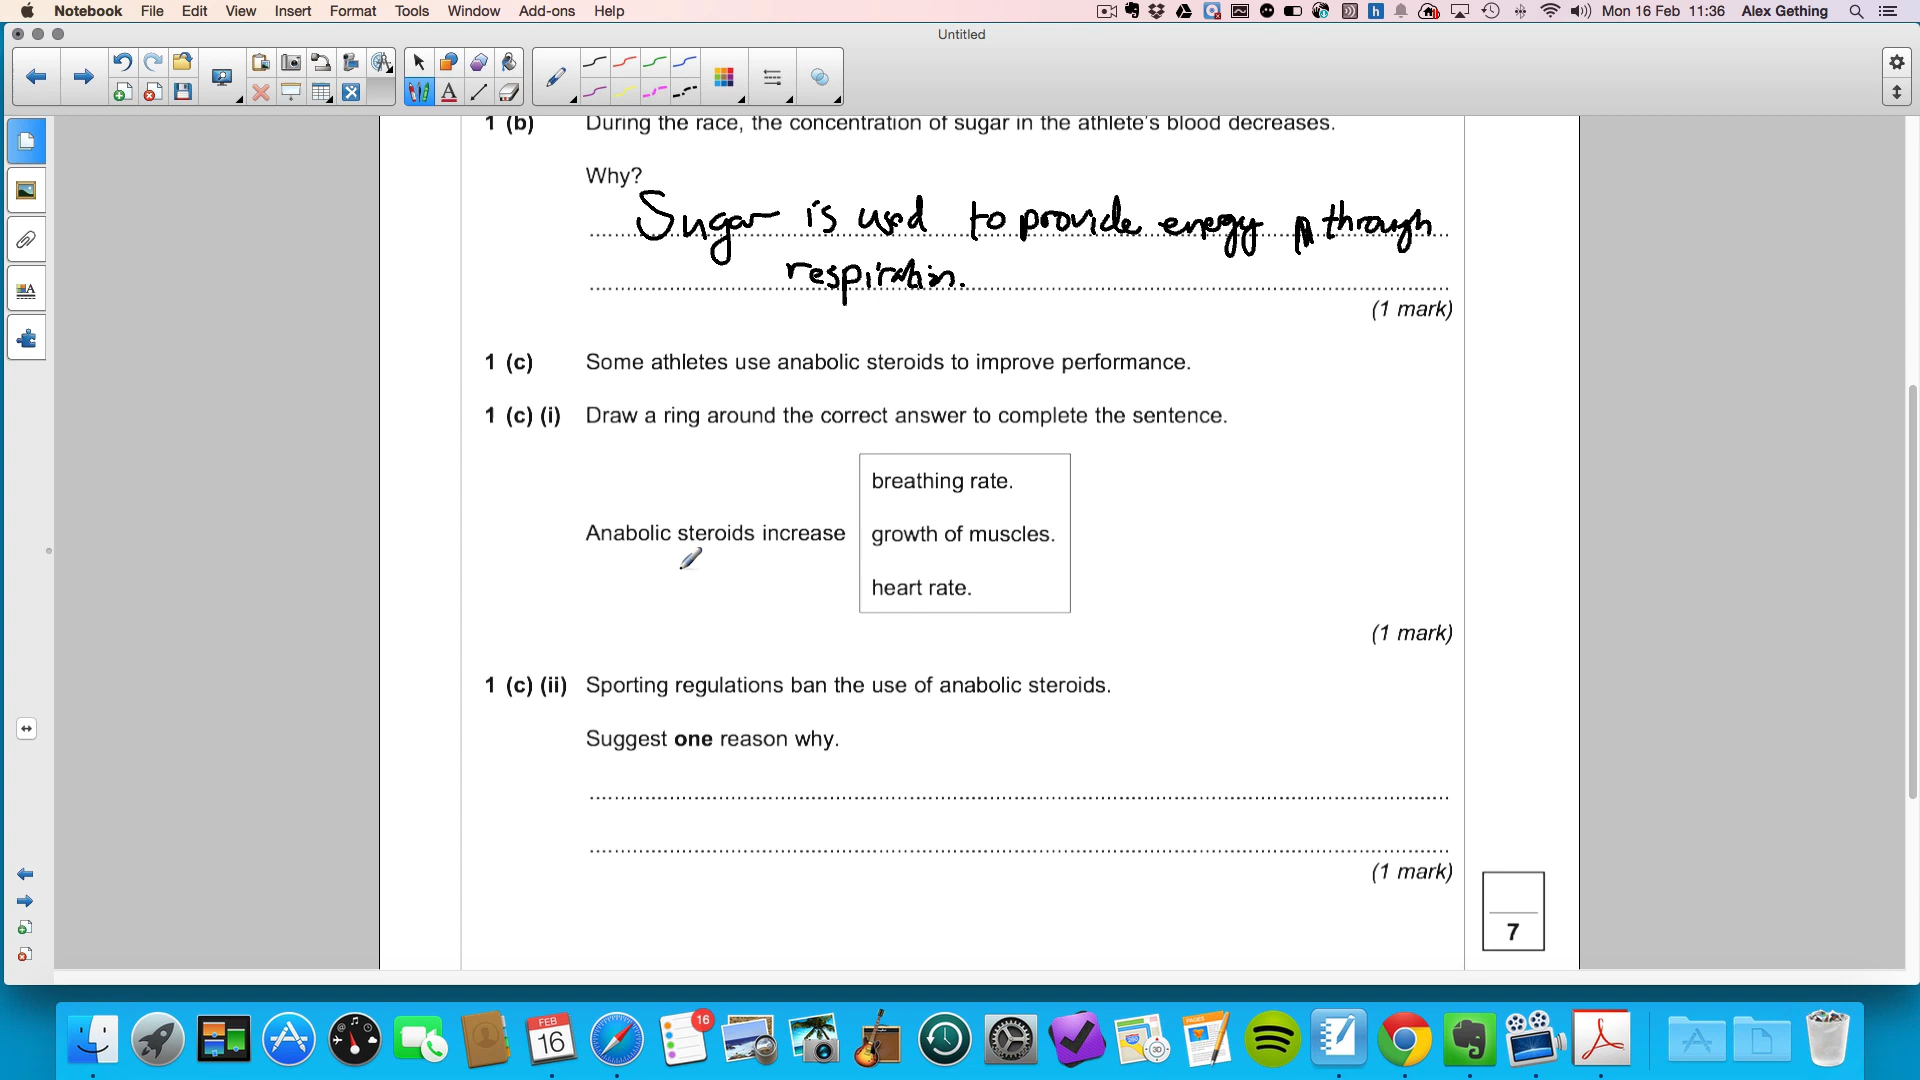 Notebook File Edit View Insert Format Tools Window Add-ons Help Mon 16 Feb 11:36 Alex Gething
Untitled
1 (b) During the race, the concentration of sugar in the athlete's blood decreases.
Why?
Sugar is used to provide energy through
respiration.
(1 mark)
1 (c) Some athletes use anabolic steroids to improve performance.
1 (c) (i) Draw a ring around the correct answer to complete the sentence.
breathing rate.
Anabolic steroids increase growth of muscles.
heart rate.
(1 mark)
1 (c) (ii) Sporting regulations ban the use of anabolic steroids.
Suggest one reason why.
(1 mark)
7
FEB
16
16
PAGES